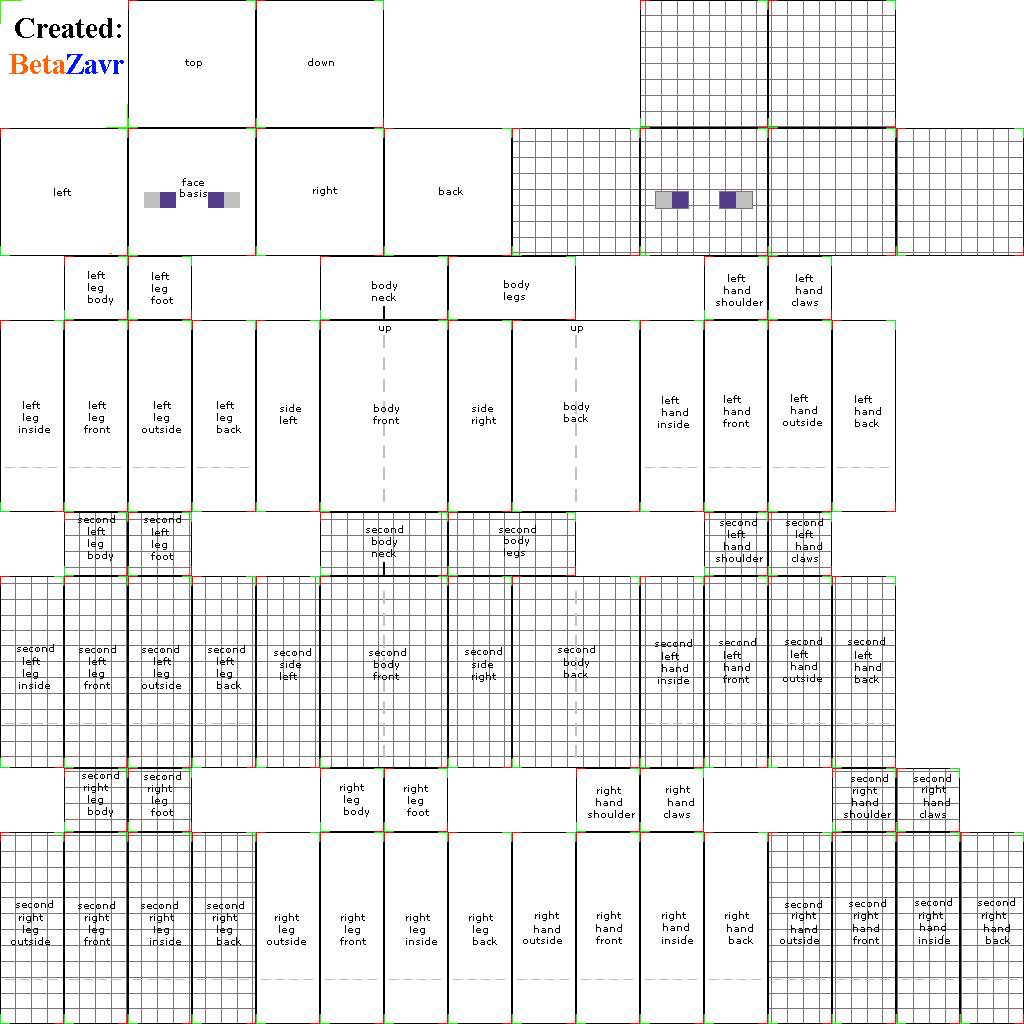 Created:
BetaZavr
top
down
left
face
basis
right
back
left
leg
body
left
leg
foot
body
neck
body
legs
left
hand
shoulder
left
hand
claws
up
up
left
leg
inside
left
leg
front
left
leg
outside
left
leg
back
side
left
body
front
side
right
body
back
left
hand
inside
left
hand
front
left
hand
outside
left
hand
back
second
left
leg
body
second
left
leg
foot
second
body
neck
second
body
legs
second
left
hand
shoulder
second
left
hand
claws
second
left
leg
inside
second
left
leg
front
second
left
leg
outside
second
left
leg
back
second
side
left
second
body
front
second
side
right
second
body
back
second
left
hand
inside
second
left
hand
front
second
left
hand
outside
second
left
hand
back
second
right
leg
body
second
right
leg
foot
right
leg
body
right
leg
foot
right
hand
shoulder
right
hand
claws
second
right
hand
shoulder
second
right
hand
claws
second
right
leg
outside
second
right
leg
front
second
right
leg
inside
second
right
leg
back
right
leg
outside
right
leg
front
right
leg
inside
right
leg
back
right
hand
outside
right
hand
front
right
hand
inside
right
hand
back
second
right
hand
outside
second
right
hand
front
second
right
hand
inside
second
right
hand
back